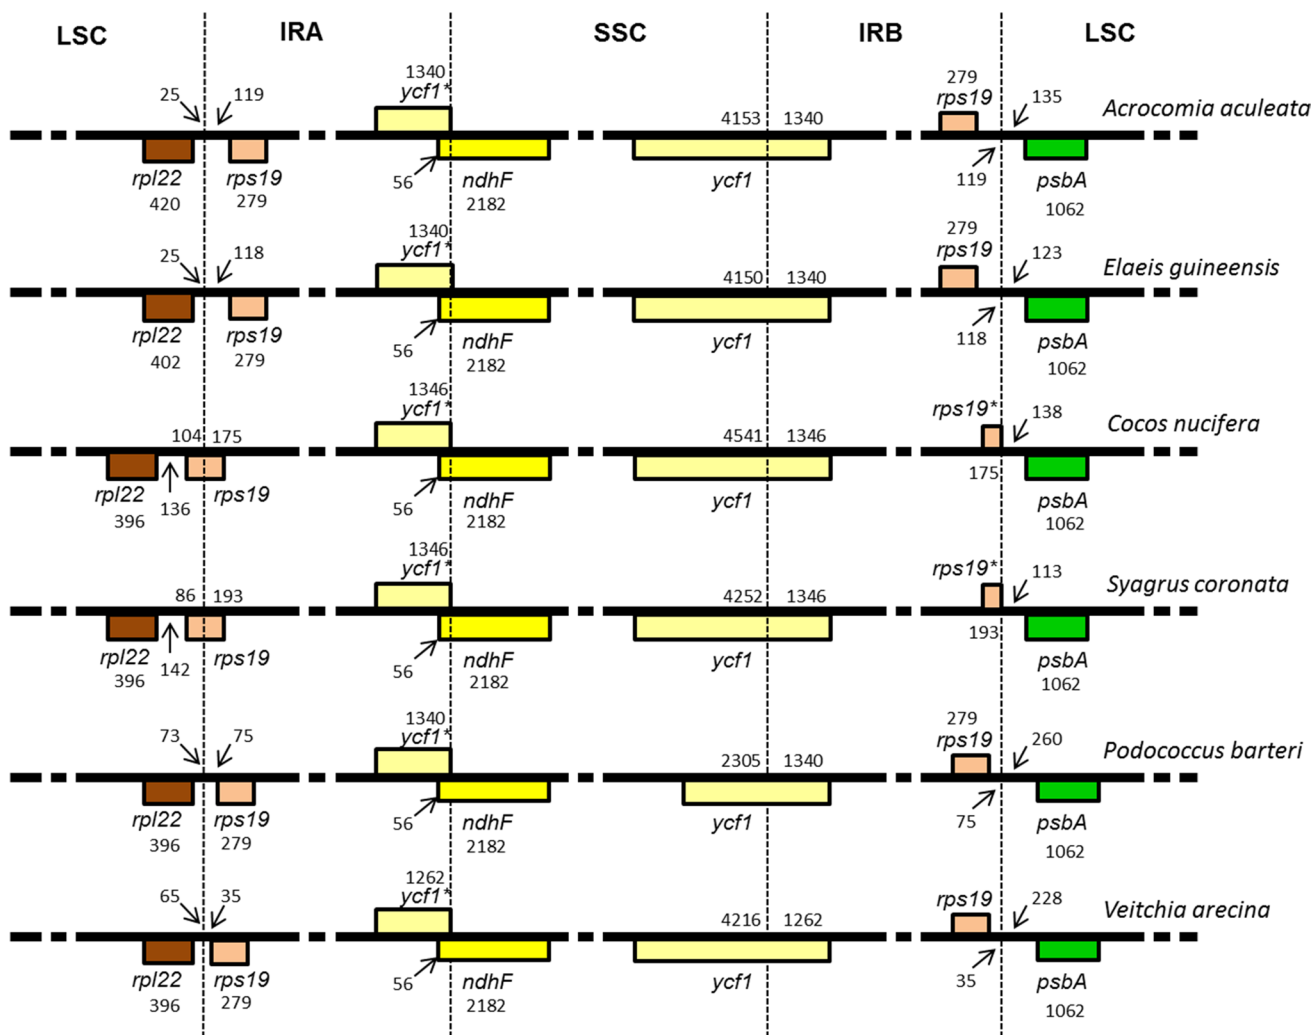 LSC IRA SSC IRB LSC
1340 279
25 119 ycf1* 4153 1340 rps19 135 Acrocomia aculeata
rpl22 rps19 56 ndhF ycf1 119 psbA
420 279 2182 1062
1340 279
25 118 ycf1* 4150 1340 rps19 123 Elaeis guineensis
rpl22 rps19 56 ndhF ycf1 118 psbA
402 279 2182 1062
1346
104 175 ycf1* 4541 1346 rps19* 138 Cocos nucifera
rpl22 136 rps19 56 ndhF ycf1 175 psbA
396 2182 1062
1346
86 193 ycf1* 4252 1346 rps19* 113 Syagrus coronata
rpl22 142 rps19 56 ndhF ycf1 193 psbA
396 2182 1062
1340 279
73 75 ycf1* 2305 1340 rps19 260 Podococcus barteri
rpl22 rps19 56 ndhF ycf1 75 psbA
396 279 2182 1062
1262
65 35 ycf1* 4216 1262 rps19 228 Veitchia arecina
rpl22 rps19 56 ndhF ycf1 35 psbA
396 279 2182 1062